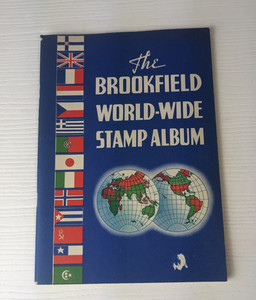 The
BROOKFIELD
WORLD-WIDE
STAMP ALBUM